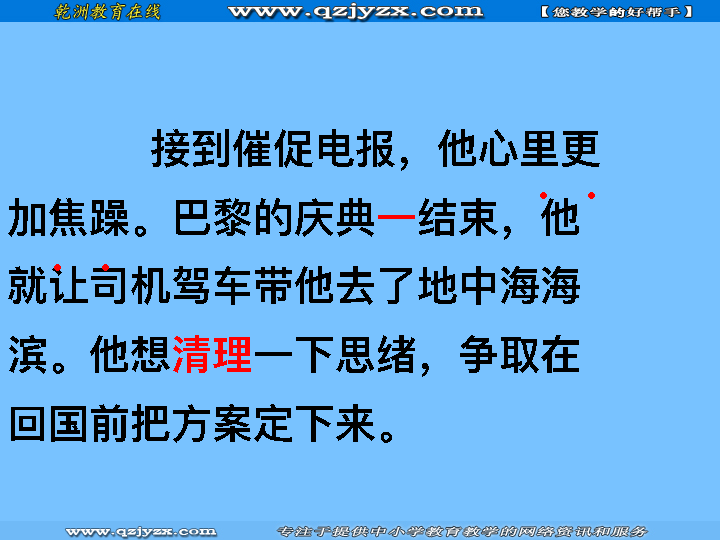 乾洲教育在线 www.qzjyzx.com 【您教学的好帮手】
接到催促电报，他心里更
加焦躁。巴黎的庆典一结束，他
就让司机驾车带他去了地中海海
滨。他想清理一下思绪，争取在
回国前把方案定下来。
www.qzjyzx.com 专注于提供中小学教育教学的网络资讯和服务